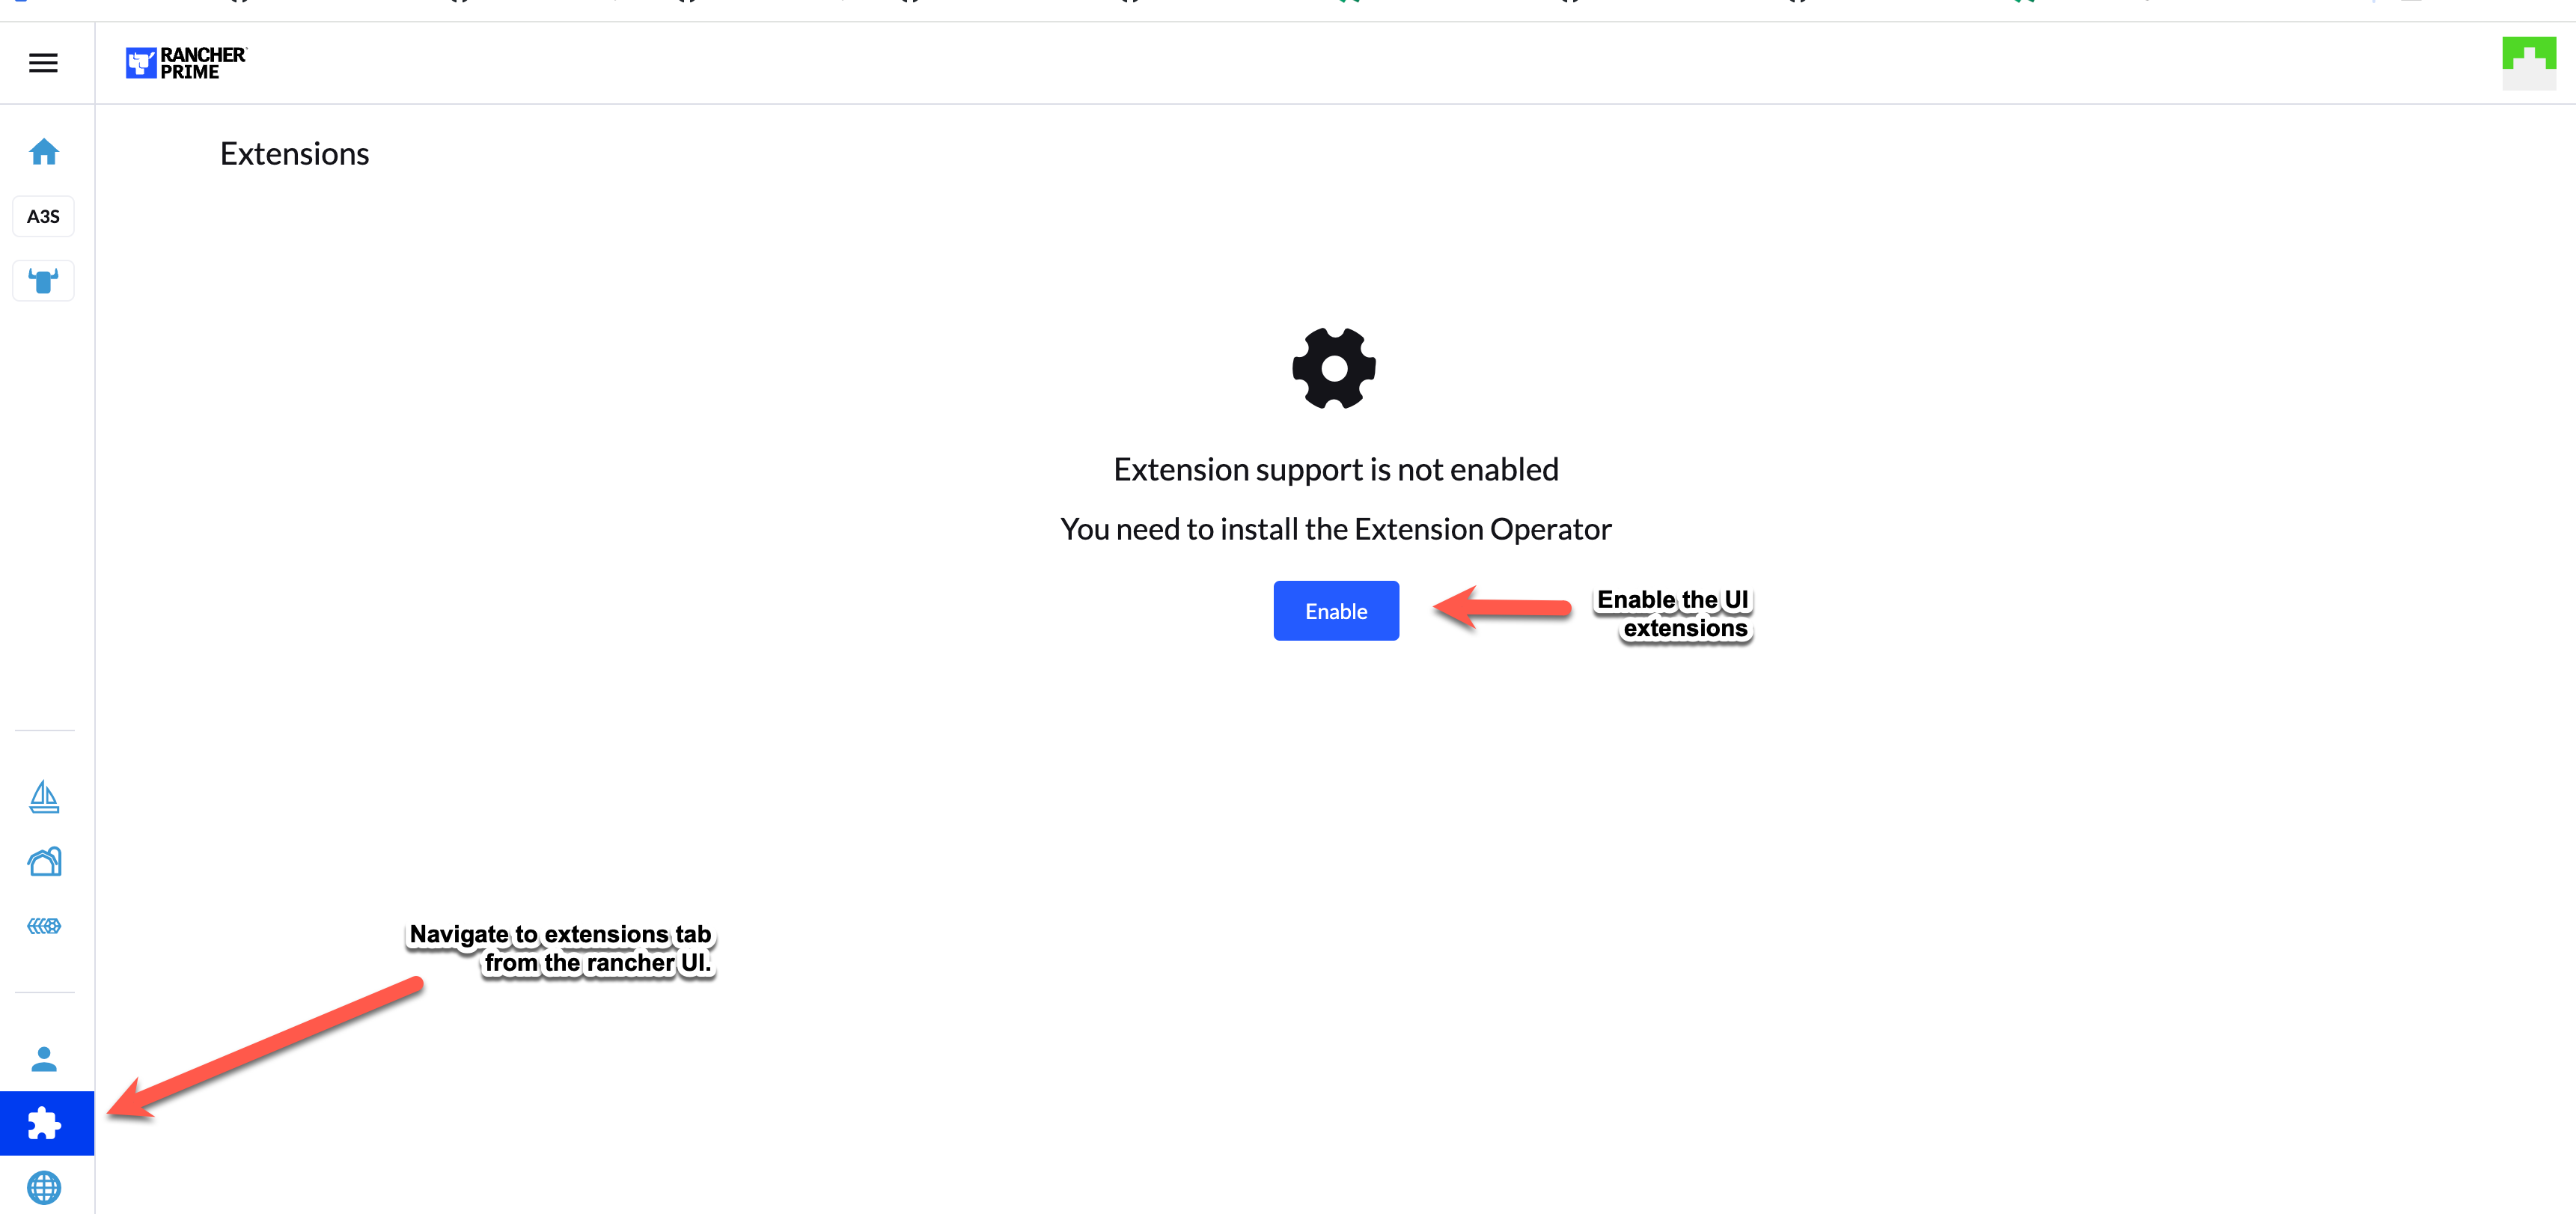 RANCHER
PRIME
Extensions
A3S
Extension support is not enabled
You need to install the Extension Operator
Enable
Enable the UI
extensions
Navigate to extensions tab
from the rancher UI.